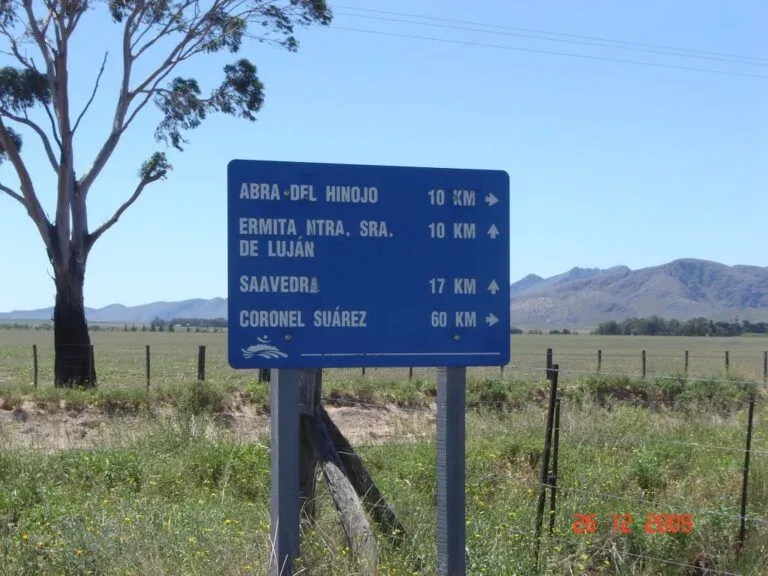 ABRA DEL HINOJO 10 KM →
ERMITA NTRA. SRA. 10 KM ↑
DE LUJÁN
SAAVEDRA 17 KM ↑
CORONEL SUÁREZ 60 KM →
26 12 2009